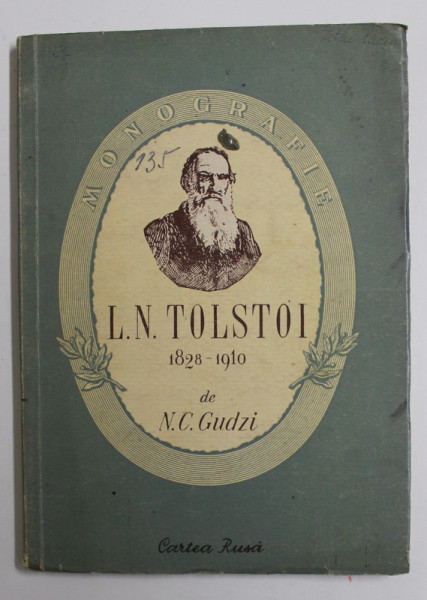 MONOGRAFIE
135
L.N. TOLSTOI
1828-1910
de
N.C. Gudzi
Cartea Rusă